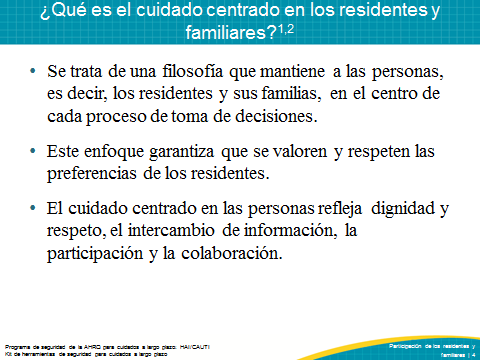 ¿Qué es el cuidado centrado en los residentes y
familiares?1,2
• Se trata de una filosofía que mantiene a las personas,
es decir, los residentes y sus familias, en el centro de
cada proceso de toma de decisiones.
• Este enfoque garantiza que se valoren y respeten las
preferencias de los residentes.
• El cuidado centrado en las personas refleja dignidad y
respeto, el intercambio de información, la
participación y la colaboración.
Programa de seguridad de la AHRQ para cuidados a largo plazo: HAI/CAUTI
Kit de herramientas de seguridad para cuidados a largo plazo
Participación de los residentes y
familiares | 4